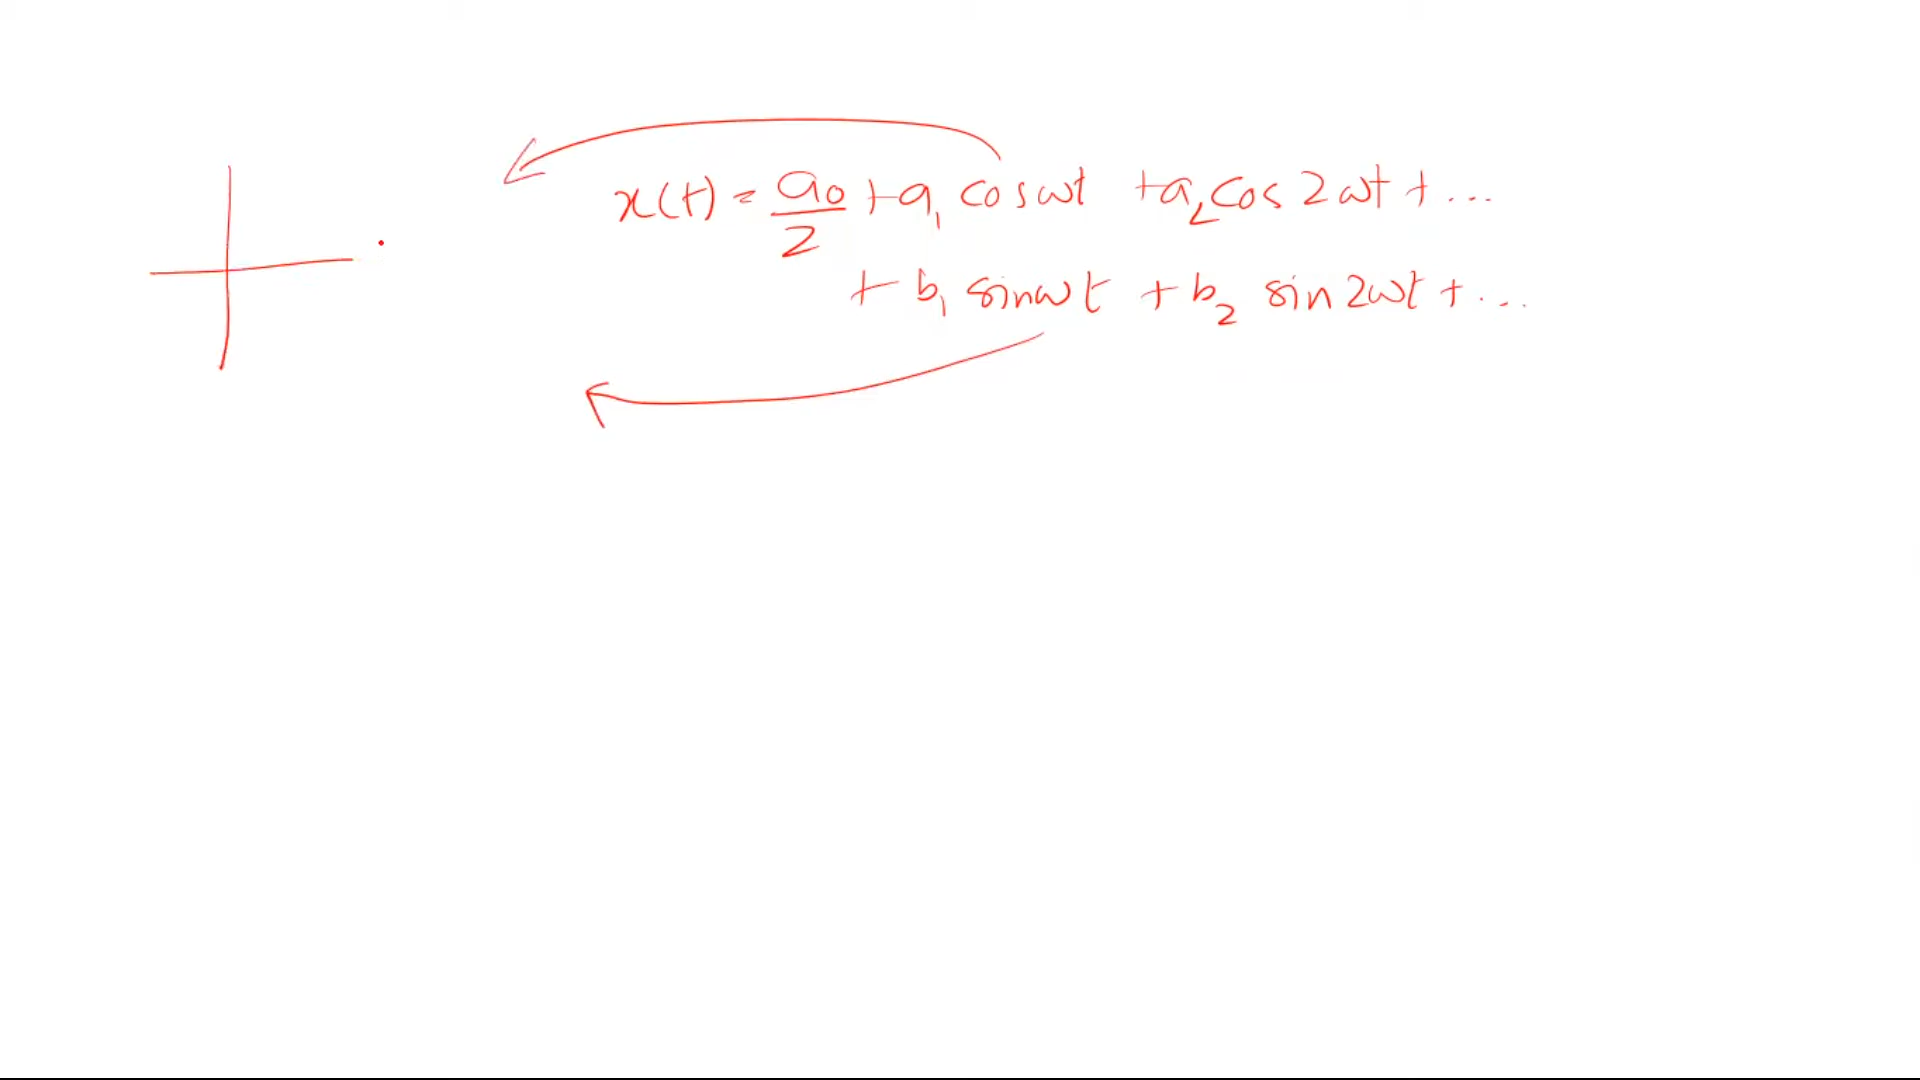 x(t) = a₀/2 + a₁ cos ωt + a₂ cos 2ωt + ...
+ b₁ sin ωt + b₂ sin 2ωt + ...